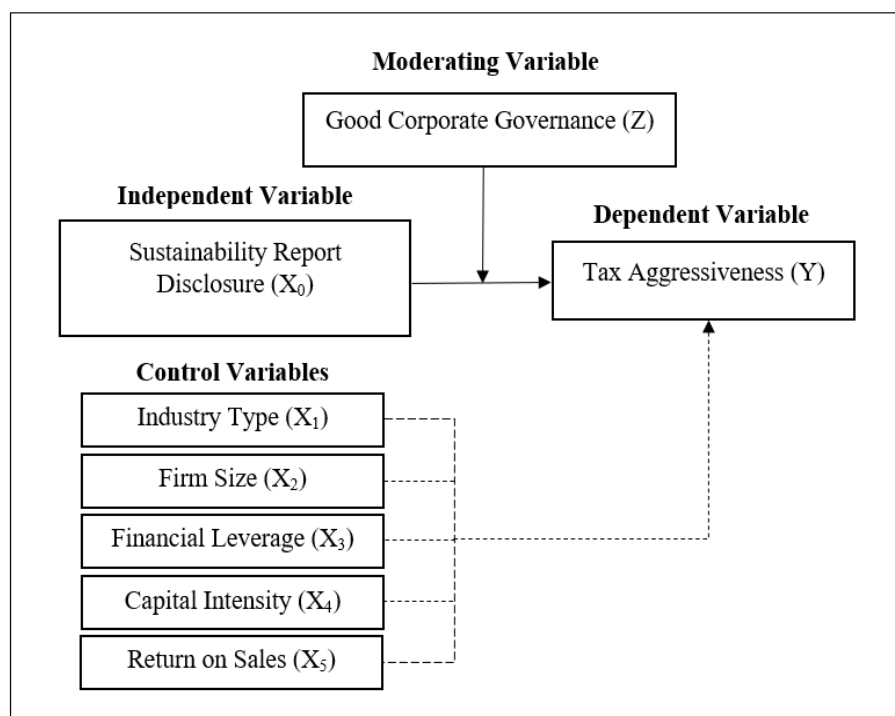 Moderating Variable
Good Corporate Governance (Z)
Independent Variable
Sustainability Report
Disclosure (X₀)
Dependent Variable
Tax Aggressiveness (Y)
Control Variables
Industry Type (X₁)
Firm Size (X₂)
Financial Leverage (X₃)
Capital Intensity (X₄)
Return on Sales (X₅)